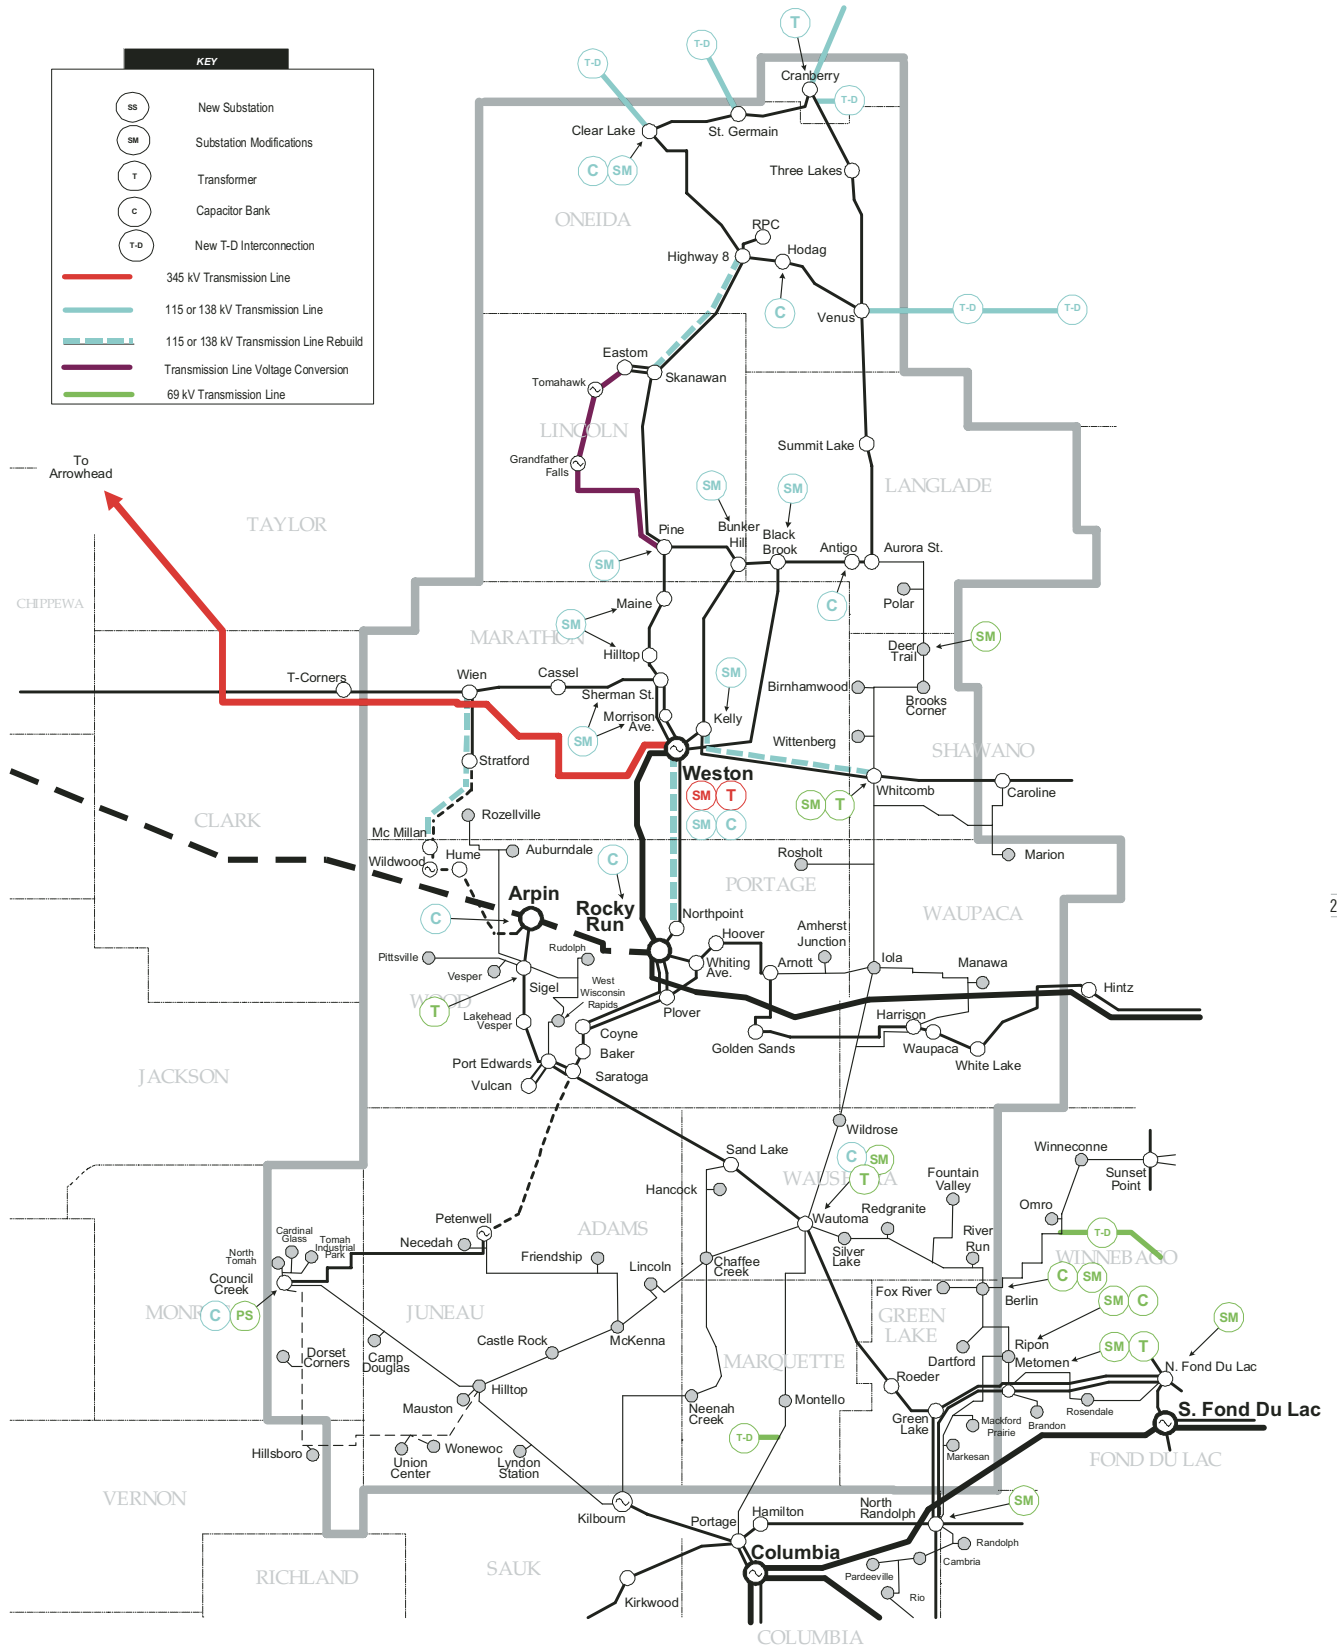 KEY
SS New Substation
SM Substation Modifications
T Transformer
C Capacitor Bank
T-D New T-D Interconnection
345 kV Transmission Line
115 or 138 kV Transmission Line
115 or 138 kV Transmission Line Rebuild
Transmission Line Voltage Conversion
69 kV Transmission Line
T
T-D
T-D
Cranberry
T-D
Clear Lake
St. Germain
C SM
Three Lakes
ONEIDA
RPC
Highway 8
Hodag
C
Venus
T-D
T-D
Eastom
Skanawan
Tomahawk
LINCOLN
Summit Lake
Grandfather
Falls
To
Arrowhead
LANGLADE
SM
SM
TAYLOR
Pine
Bunker
Hill
Black
Brook
Antigo
Aurora St.
SM
C
Polar
CHIPPEWA
Maine
SM
MARATHON
Hilltop
SM
Deer
Trail
T-Corners
Wien
Cassel
Sherman St.
SM
Birnhamwood
Brooks
Corner
Morrison
Ave.
Kelly
SM
Wittenberg
SHAWANO
Stratford
Weston
SM T
SM C
SM T
Whitcomb
Caroline
CLARK
Rozellville
Mc Millan
Auburndale
Wildwood
Hume
C
Rosholt
Marion
PORTAGE
Arpin
Rocky
Run
WAUPACA
C
Northpoint
Hoover
Amherst
Junction
Pittsville
Rudolph
Vesper
Whiting
Ave.
Arnott
Iola
Manawa
Sigel
West
Wisconsin
Rapids
WOOD
T
Plover
Hintz
Lakehead
Vesper
Coyne
Golden Sands
Harrison
Waupaca
White Lake
Port Edwards
Baker
Saratoga
Vulcan
JACKSON
Wildrose
Sand Lake
C SM
T
WAUSHARA
Winneconne
Sunset
Point
Hancock
Fountain
Valley
Omro
Petenwell
ADAMS
Wautoma
Redgranite
Necedah
Silver
Lake
River
Run
T-D
WINNEBAGO
Cardinal
Glass
Tomah
Industrial
Park
North
Tomah
Friendship
Chaffee
Creek
Lincoln
Council
Creek
Fox River
Berlin
C SM
MONR
C PS
JUNEAU
GREEN
LAKE
SM C
SM
McKenna
Castle Rock
Dorset
Corners
Camp
Douglas
Dartford
Ripon
Metomen
SM T
MARQUETTE
N. Fond Du Lac
Hilltop
Mauston
Roeder
Montello
Neenah
Creek
Green
Lake
Mackford
Prairie
Brandon
Rosendale
S. Fond Du Lac
T-D
Hillsboro
Union
Center
Wonewoc
Lyndon
Station
Markesan
FOND DU LAC
VERNON
Kilbourn
Portage
Hamilton
North
Randolph
SM
Columbia
Randolph
Cambria
Pardeeville
Rio
SAUK
RICHLAND
Kirkwood
COLUMBIA
2